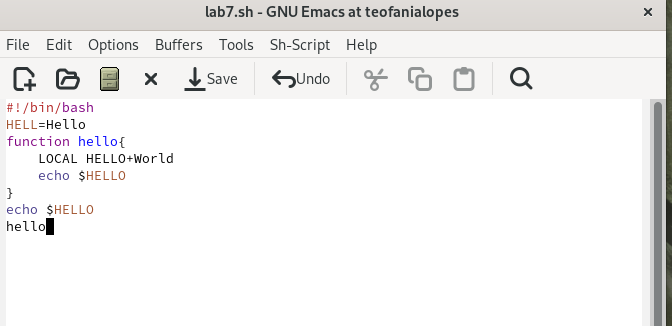 lab7.sh - GNU Emacs at teofanialopes
File Edit Options Buffers Tools Sh-Script Help
Save Undo
#!/bin/bash
HELL=Hello
function hello{
    LOCAL HELLO+World
    echo $HELLO
}
echo $HELLO
hello